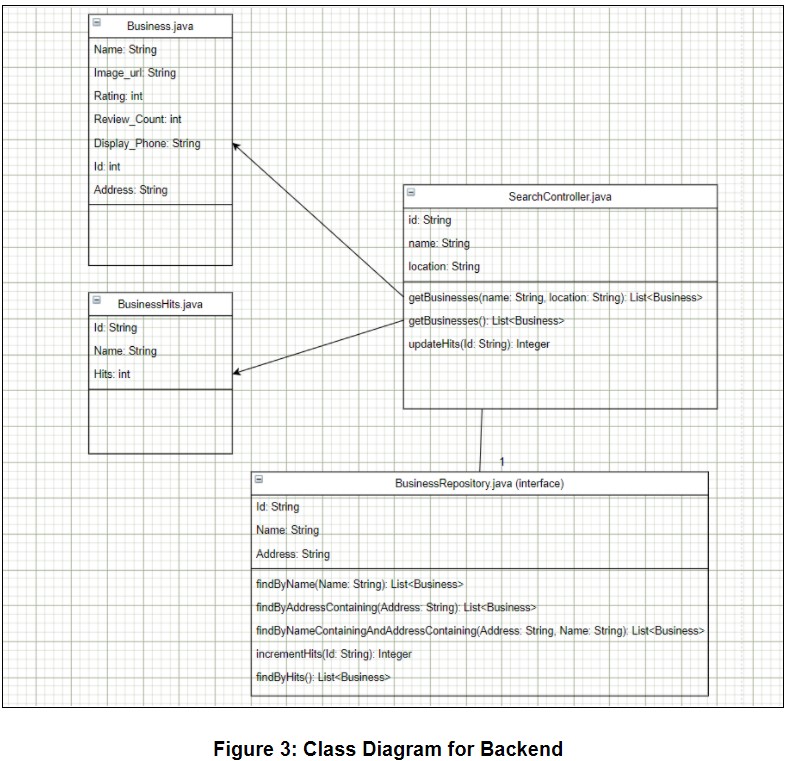 Business.java
Name: String
Image_url: String
Rating: int
Review_Count: int
Display_Phone: String
Id: int
Address: String
SearchController.java
id: String
name: String
location: String
getBusinesses(name: String, location: String): List<Business>
getBusinesses(): List<Business>
updateHits(Id: String): Integer
BusinessHits.java
Id: String
Name: String
Hits: int
1
BusinessRepository.java (interface)
Id: String
Name: String
Address: String
findByName(Name: String): List<Business>
findByAddressContaining(Address: String): List<Business>
findByNameContainingAndAddressContaining(Address: String, Name: String): List<Business>
incrementHits(Id: String): Integer
findByHits(): List<Business>
Figure 3: Class Diagram for Backend